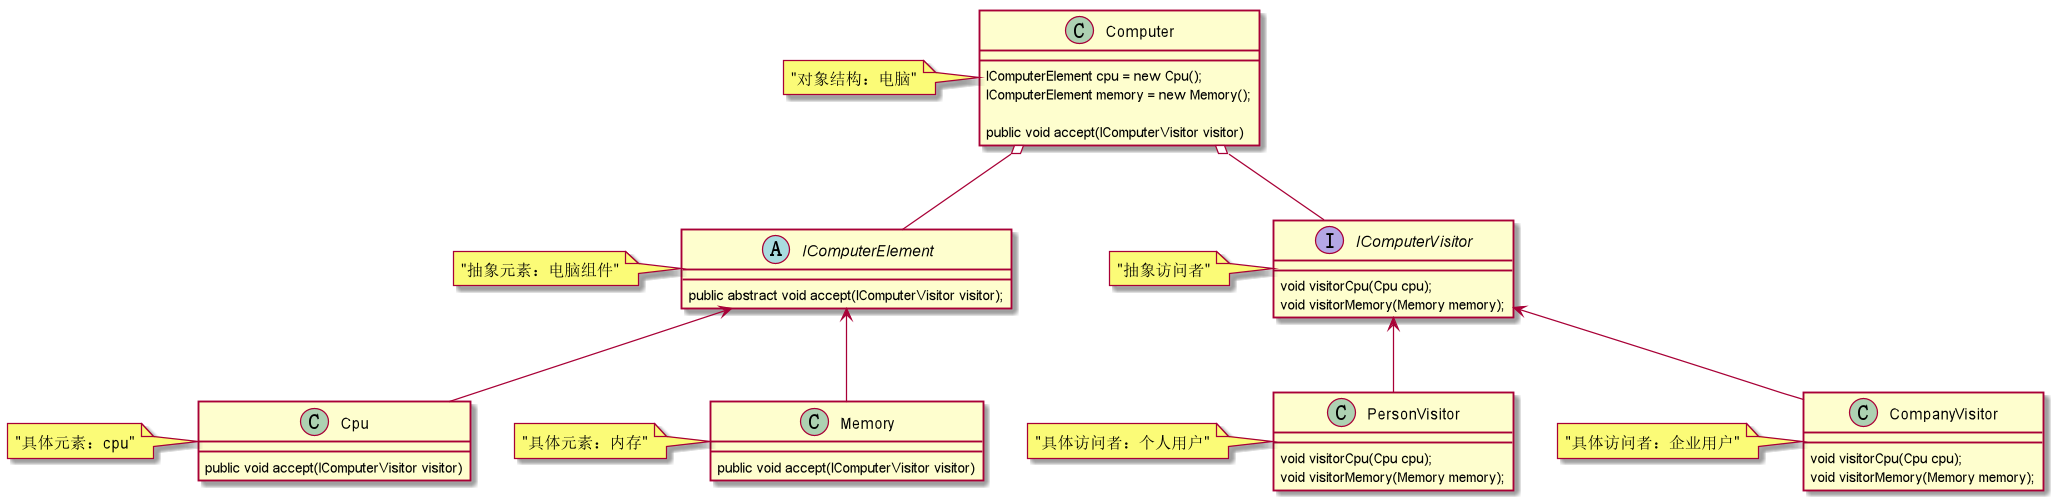 C Computer
"对象结构：电脑"
IComputerElement cpu = new Cpu();
IComputerElement memory = new Memory();
public void accept(IComputerVisitor visitor)
A IComputerElement
"抽象元素：电脑组件"
public abstract void accept(IComputerVisitor visitor);
I IComputerVisitor
"抽象访问者"
void visitorCpu(Cpu cpu);
void visitorMemory(Memory memory);
C Cpu
"具体元素：cpu"
public void accept(IComputerVisitor visitor)
C Memory
"具体元素：内存"
public void accept(IComputerVisitor visitor)
C PersonVisitor
"具体访问者：个人用户"
void visitorCpu(Cpu cpu);
void visitorMemory(Memory memory);
C CompanyVisitor
"具体访问者：企业用户"
void visitorCpu(Cpu cpu);
void visitorMemory(Memory memory);